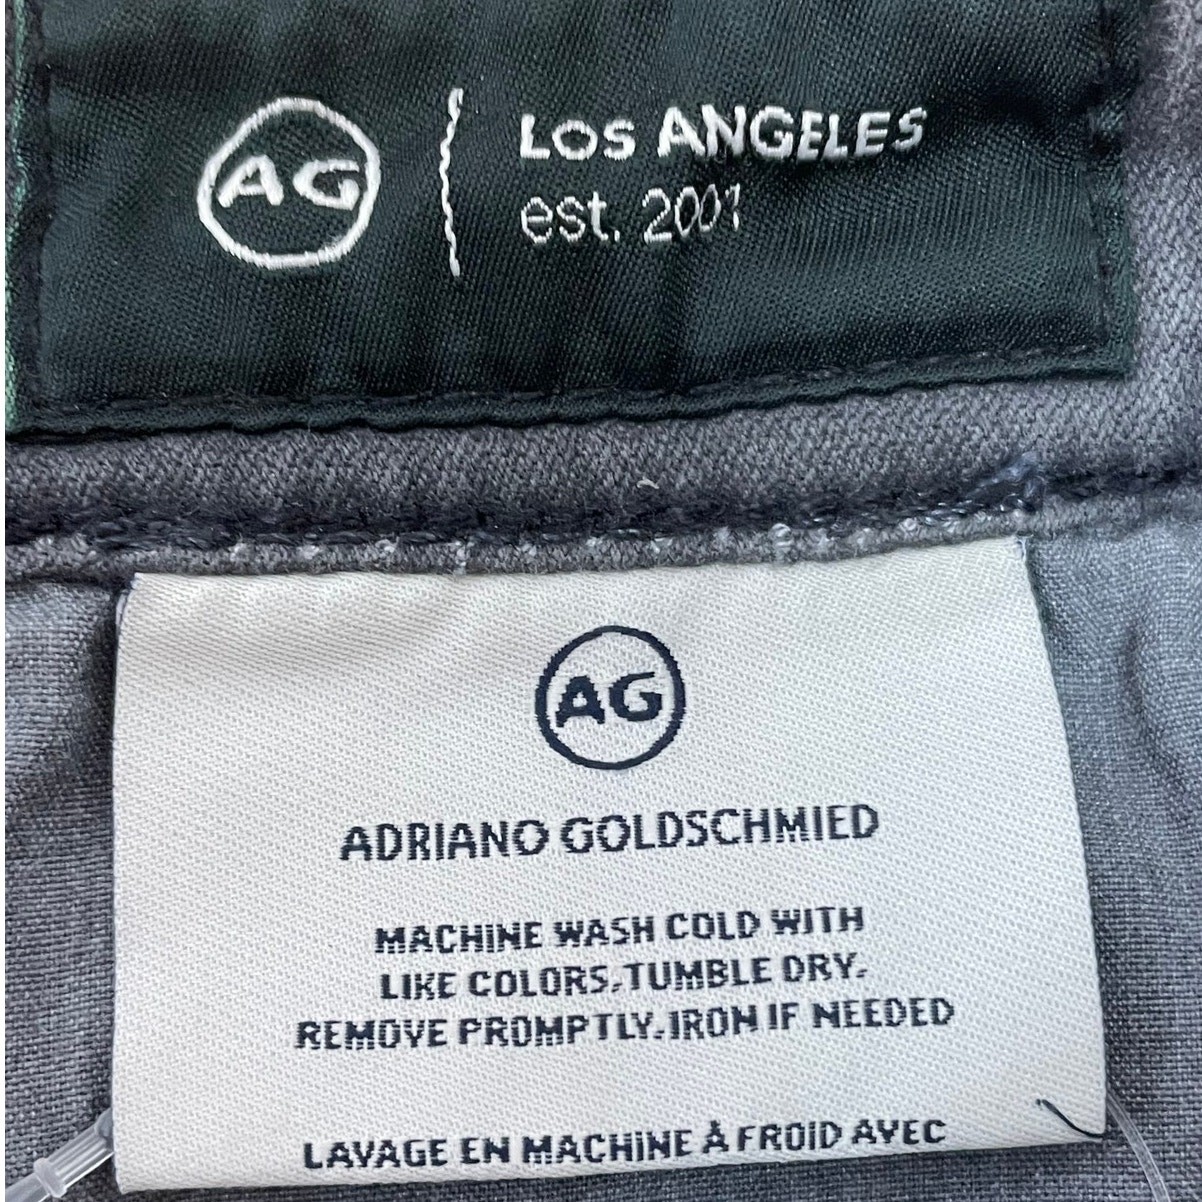 AG
LOS ANGELES
est. 2001
AG
ADRIANO GOLDSCHMIED
MACHINE WASH COLD WITH
LIKE COLORS. TUMBLE DRY.
REMOVE PROMPTLY. IRON IF NEEDED
LAVAGE EN MACHINE À FROID AVEC